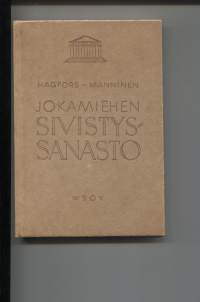 HAGFORS - MANNINEN
JOKAMIEHEN
SIVISTYS-
SANASTO
WSOY